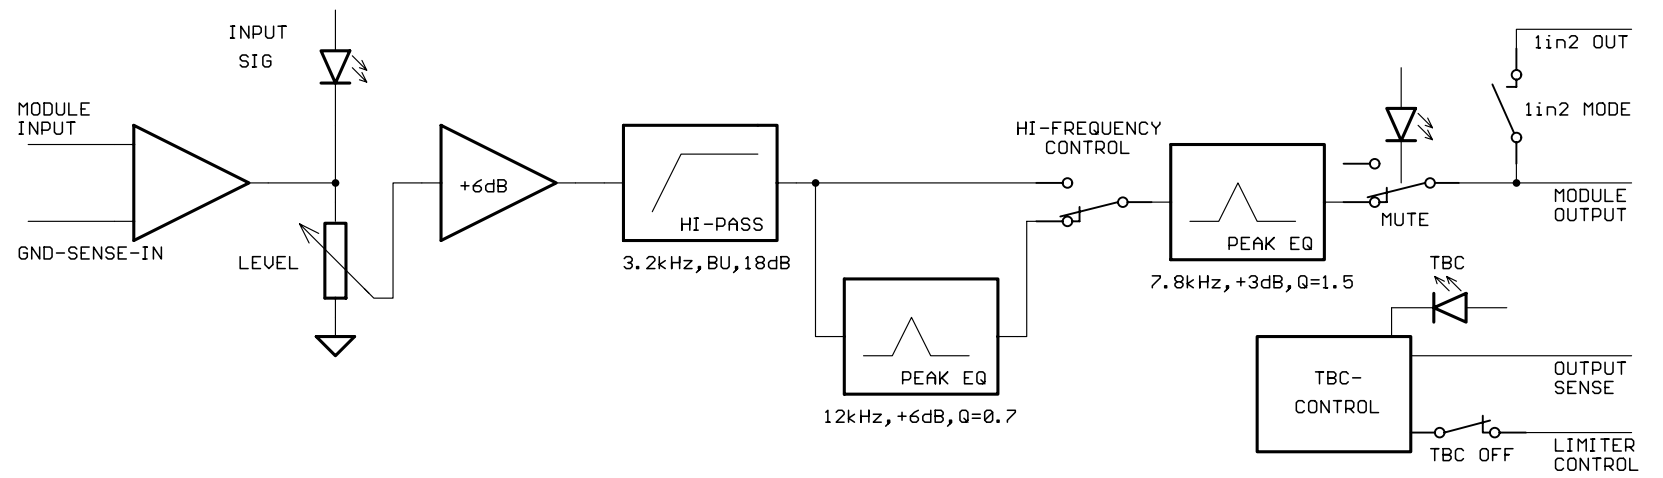 INPUT
SIG
MODULE
INPUT
GND-SENSE-IN
LEVEL
+6dB
HI-PASS
3.2kHz,BU,18dB
PEAK EQ
12kHz,+6dB,Q=0.7
HI-FREQUENCY
CONTROL
PEAK EQ
7.8kHz,+3dB,Q=1.5
MUTE
1in2 OUT
1in2 MODE
MODULE
OUTPUT
TBC
TBC-
CONTROL
OUTPUT
SENSE
TBC OFF
LIMITER
CONTROL